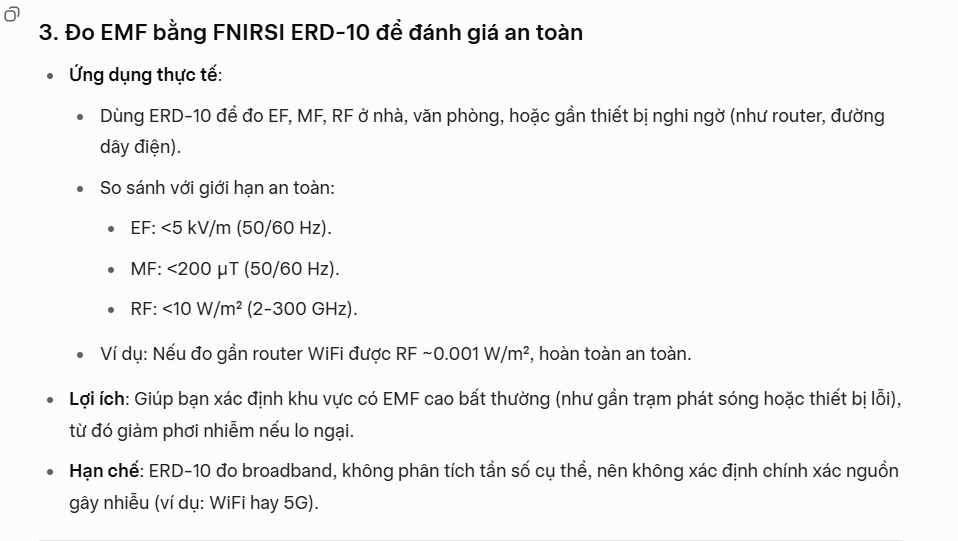 3. Đo EMF bằng FNIRSI ERD-10 để đánh giá an toàn
Ứng dụng thực tế:
Dùng ERD-10 để đo EF, MF, RF ở nhà, văn phòng, hoặc gần thiết bị nghi ngờ (như router, đường
dây điện).
So sánh với giới hạn an toàn:
EF: <5 kV/m (50/60 Hz).
MF: <200 µT (50/60 Hz).
RF: <10 W/m² (2-300 GHz).
Ví dụ: Nếu đo gần router WiFi được RF ~0.001 W/m², hoàn toàn an toàn.
Lợi ích: Giúp bạn xác định khu vực có EMF cao bất thường (như gần trạm phát sóng hoặc thiết bị lỗi),
từ đó giảm phơi nhiễm nếu lo ngại.
Hạn chế: ERD-10 đo broadband, không phân tích tần số cụ thể, nên không xác định chính xác nguồn
gây nhiễu (ví dụ: WiFi hay 5G).